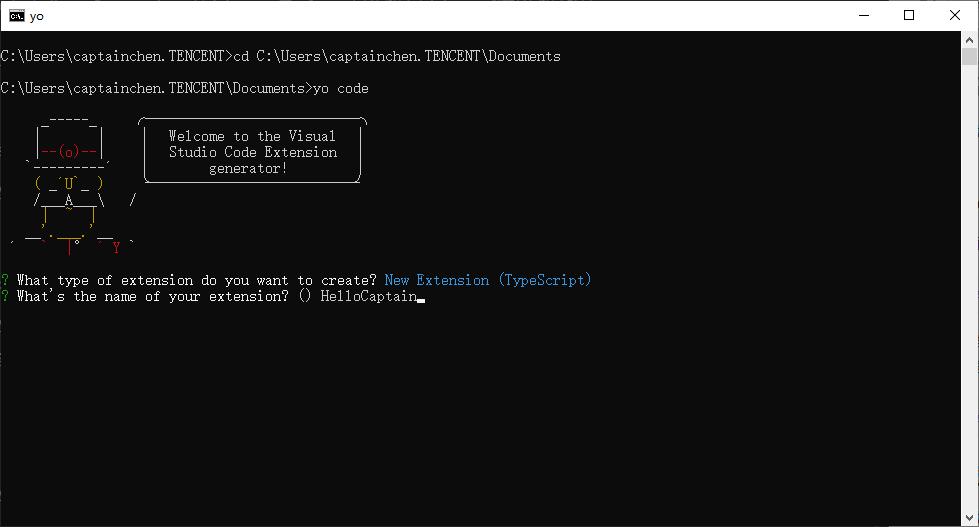 yo
C:\Users\captainchen.TENCENT>cd C:\Users\captainchen.TENCENT\Documents
C:\Users\captainchen.TENCENT\Documents>yo code
Welcome to the Visual
Studio Code Extension
generator!
? What type of extension do you want to create? New Extension (TypeScript)
? What's the name of your extension? () HelloCaptain